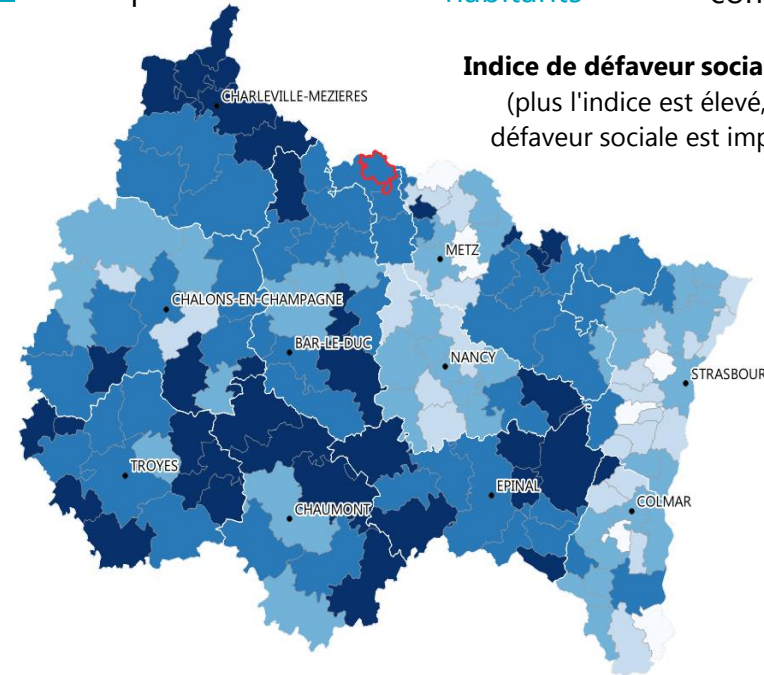 habitants
Indice de défaveur socia
(plus l'indice est élevé,
défaveur sociale est imp
CHARLEVILLE-MEZIERES
METZ
CHALONS-EN-CHAMPAGNE
BAR-LE-DUC
NANCY
STRASBOUR
TROYES
EPINAL
COLMAR
CHAUMONT